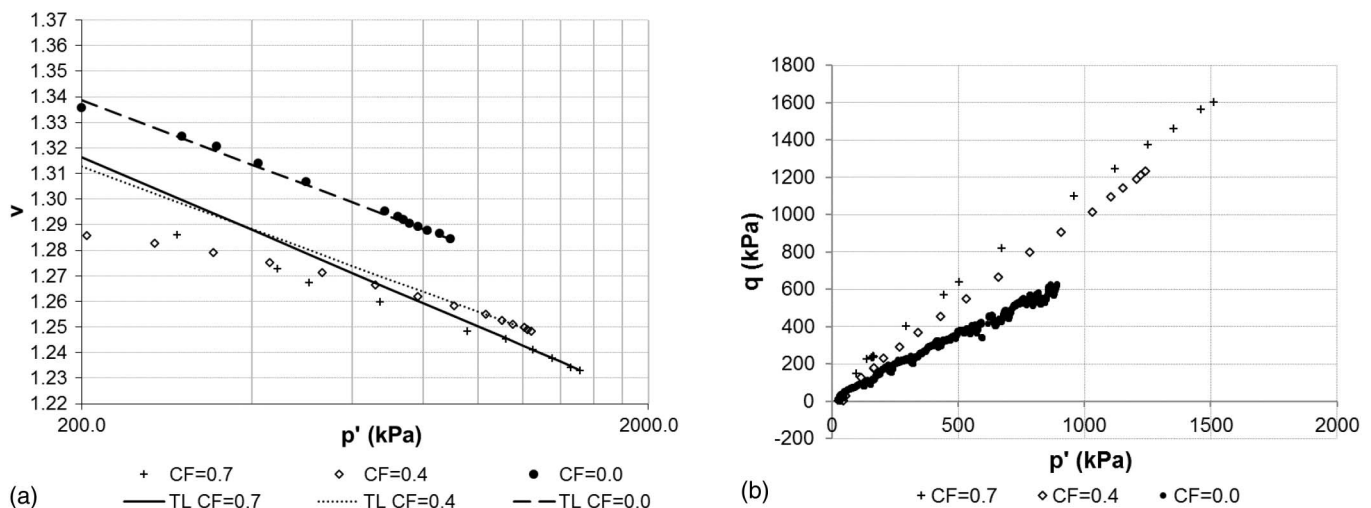 1.37
1.36
1.35
1.34
1.33
1.32
1.31
v
1.30
1.29
1.28
1.27
1.26
1.25
1.24
1.23
1.22
200.0
2000.0
p' (kPa)
+ CF=0.7 ◇ CF=0.4 ● CF=0.0
TL CF=0.7 TL CF=0.4 TL CF=0.0
(a)
1800
1600
1400
1200
1000
q (kPa)
800
600
400
200
0
-200
0 500 1000 1500 2000
p' (kPa)
+ CF=0.7 ◇ CF=0.4 ● CF=0.0
(b)